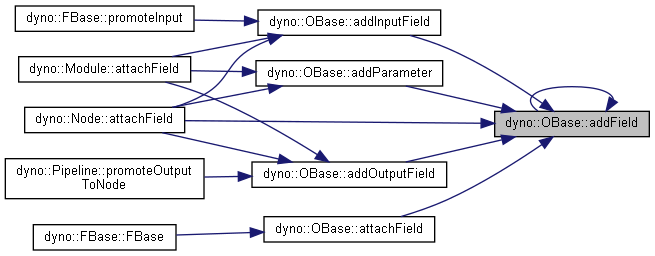 dyno::FBase::promoteInput
dyno::OBase::addInputField
dyno::Module::attachField
dyno::OBase::addParameter
dyno::Node::attachField
dyno::OBase::addField
dyno::Pipeline::promoteOutput
ToNode
dyno::OBase::addOutputField
dyno::FBase::FBase
dyno::OBase::attachField